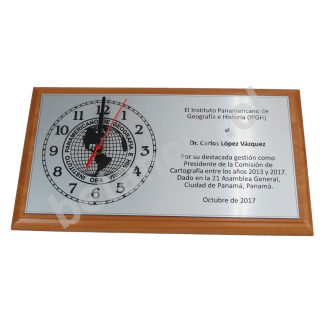 12
1
2
3
4
5
6
7
8
9
10
11
INSTITUTO PANAMERICANO DE GEOGRAFIA E HISTORIA
El Instituto Panamericano de
Geografía e Historia (IPGH)
al
Dr. Carlos López Vázquez
Por su destacada gestión como
Presidente de la Comisión de
Cartografía entre los años 2013 y 2017.
Dado en la 21 Asamblea General,
Ciudad de Panamá, Panamá.
Octubre de 2017